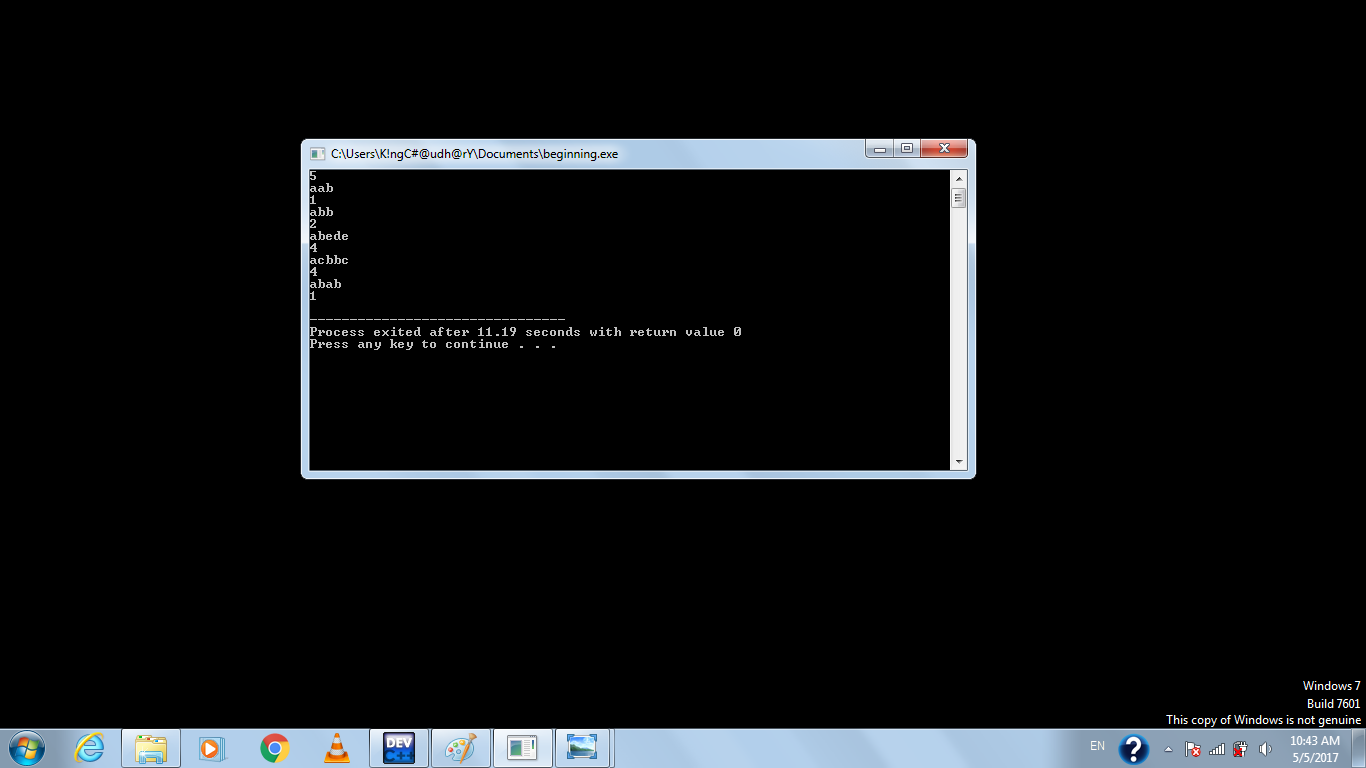 C:\Users\K!ngC#@udh@rY\Documents\beginning.exe
5
aab
1
abb
2
abede
4
acbbc
4
abab
1
--------------------------------
Process exited after 11.19 seconds with return value 0
Press any key to continue . . .
Windows 7
Build 7601
This copy of Windows is not genuine
DEV
C++
EN
10:43 AM
5/5/2017